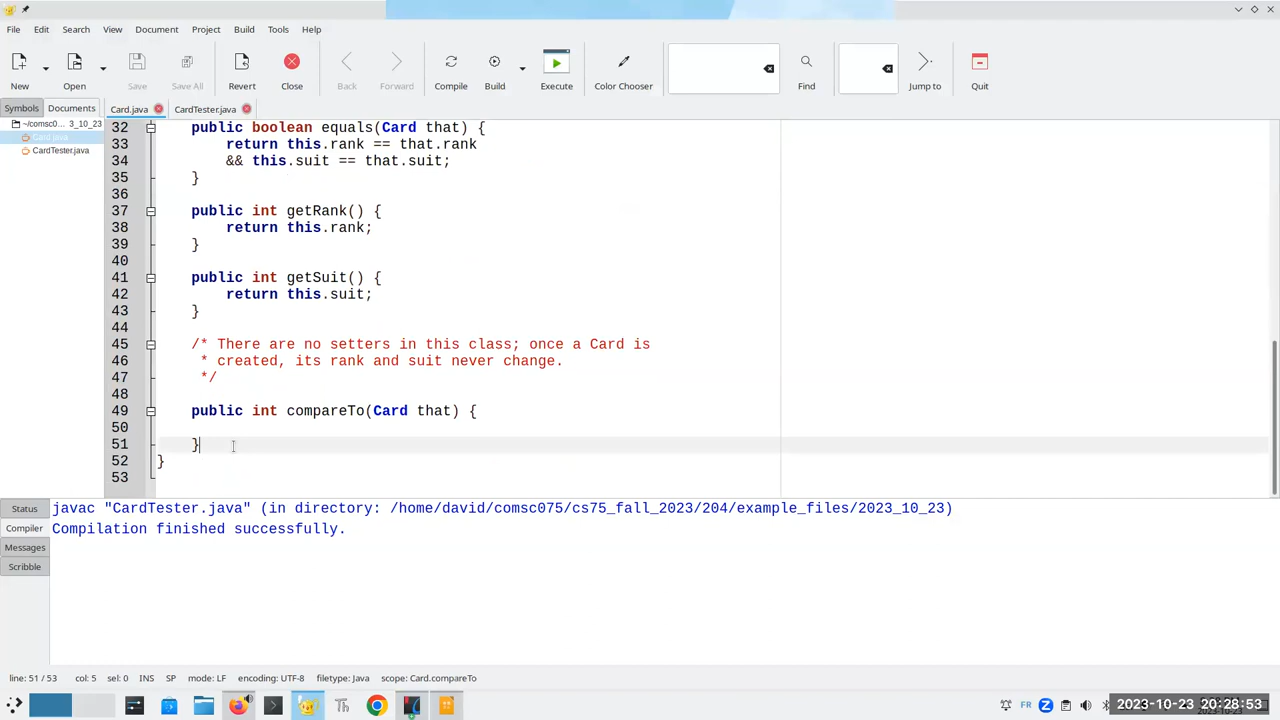 File Edit Search View Document Project Build Tools Help
New Open Save Save All Revert Close Back Forward Compile Build Execute Color Chooser Find Jump to Quit
Symbols Documents Card.java CardTester.java
~/comsc0... 3_10_23
Card.java
CardTester.java
32 public boolean equals(Card that) {
33 return this.rank == that.rank
34 && this.suit == that.suit;
35 }
36
37 public int getRank() {
38 return this.rank;
39 }
40
41 public int getSuit() {
42 return this.suit;
43 }
44
45 /* There are no setters in this class; once a Card is
46 * created, its rank and suit never change.
47 */
48
49 public int compareTo(Card that) {
50
51 }
52 }
53
Status
Compiler
Messages
Scribble
javac "CardTester.java" (in directory: /home/david/comsc075/cs75_fall_2023/204/example_files/2023_10_23)
Compilation finished successfully.
line: 51 / 53 col: 5 sel: 0 INS SP mode: LF encoding: UTF-8 filetype: Java scope: Card.compareTo
FR 2023-10-23 20:28:53